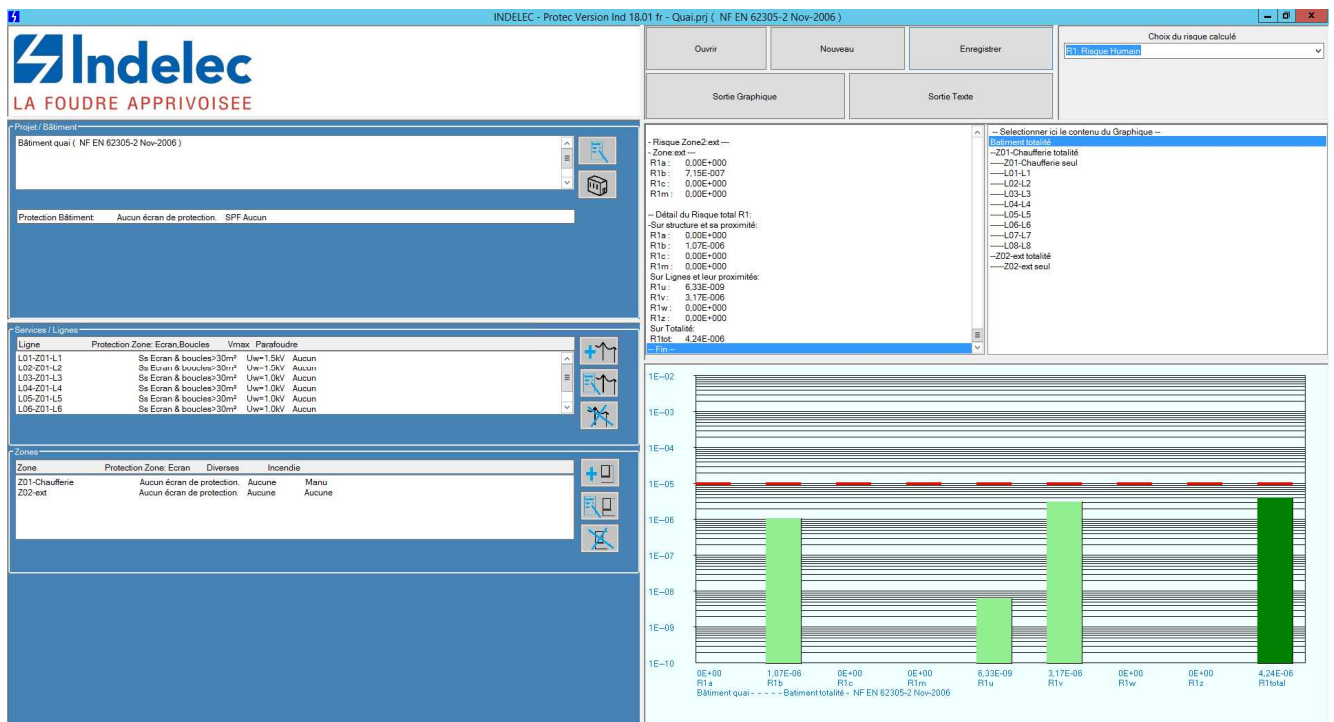 INDELEC - Protec Version Ind 18.01 fr - Quai.prj ( NF EN 62305-2 Nov-2006 )
Indelec
LA FOUDRE APPRIVOISEE
Ouvrir
Nouveau
Enregistrer
Sortie Graphique
Sortie Texte
Choix du risque calculé
R1: Risque Humain
Projet / Bâtiment
Bâtiment quai ( NF EN 62305-2 Nov-2006 )
Protection Bâtiment: Aucun écran de protection. SPF Aucun
Services / Lignes
Ligne Protection Zone: Ecran,Boucles Vmax Parafoudre
L01-Z01-L1 Ss Ecran & boucles>30m² Uw=1.5kV Aucun
L02-Z01-L2 Ss Ecran & boucles>30m² Uw=1.5kV Aucun
L03-Z01-L3 Ss Ecran & boucles>30m² Uw=1.0kV Aucun
L04-Z01-L4 Ss Ecran & boucles>30m² Uw=1.0kV Aucun
L05-Z01-L5 Ss Ecran & boucles>30m² Uw=1.0kV Aucun
L06-Z01-L6 Ss Ecran & boucles>30m² Uw=1.0kV Aucun
Zones
Zone Protection Zone: Ecran Diverses Incendie
Z01-Chaufferie Aucun écran de protection. Aucune Manu
Z02-ext Aucun écran de protection. Aucune Aucune
- Risque Zone2:ext ---
- Zone:ext ---
R1a : 0,00E+000
R1b : 7,15E-007
R1c : 0,00E+000
R1m : 0,00E+000
-- Détail du Risque total R1:
-Sur structure et sa proximité:
R1a : 0,00E+000
R1b : 1,07E-006
R1c : 0,00E+000
R1m : 0,00E+000
Sur Lignes et leur proximités:
R1u : 6,33E-009
R1v : 3,17E-006
R1w : 0,00E+000
R1z : 0,00E+000
Sur Totalité:
R1tot: 4,24E-006
-- Fin --
-- Selectionner ici le contenu du Graphique --
Batiment totalité
--Z01-Chaufferie totalité
-----Z01-Chaufferie seul
-----L01-L1
-----L02-L2
-----L03-L3
-----L04-L4
-----L05-L5
-----L06-L6
-----L07-L7
-----L08-L8
--Z02-ext totalité
-----Z02-ext seul
1E-02
1E-03
1E-04
1E-05
1E-06
1E-07
1E-08
1E-09
1E-10
0E+00 1,07E-06 0E+00 0E+00 6,33E-09 3,17E-06 0E+00 0E+00 4,24E-06
R1a R1b R1c R1m R1u R1v R1w R1z R1total
Bâtiment quai - - - - - Batiment totalité - NF EN 62305-2 Nov-2006